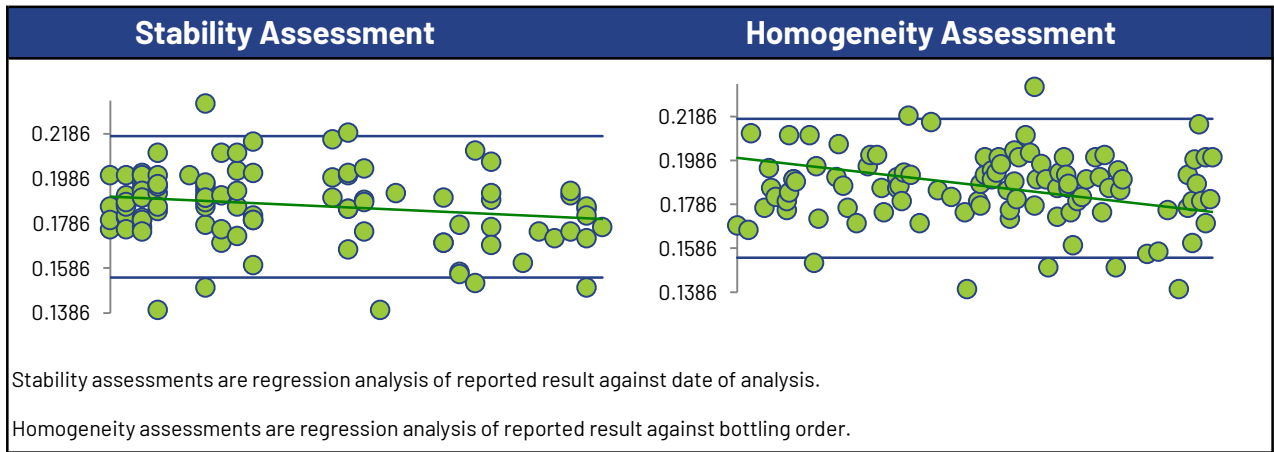 Stability Assessment
Homogeneity Assessment
0.2186
0.1986
0.1786
0.1586
0.1386
0.2186
0.1986
0.1786
0.1586
0.1386
Stability assessments are regression analysis of reported result against date of analysis.
Homogeneity assessments are regression analysis of reported result against bottling order.